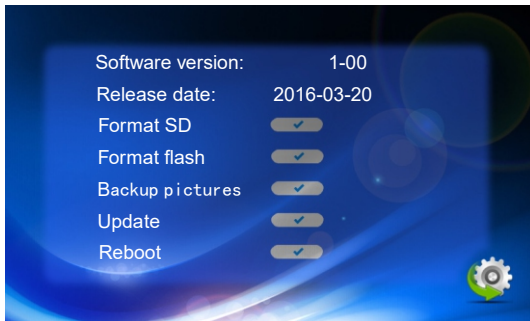 Software version: 1-00
Release date: 2016-03-20
Format SD
Format flash
Backup pictures
Update
Reboot